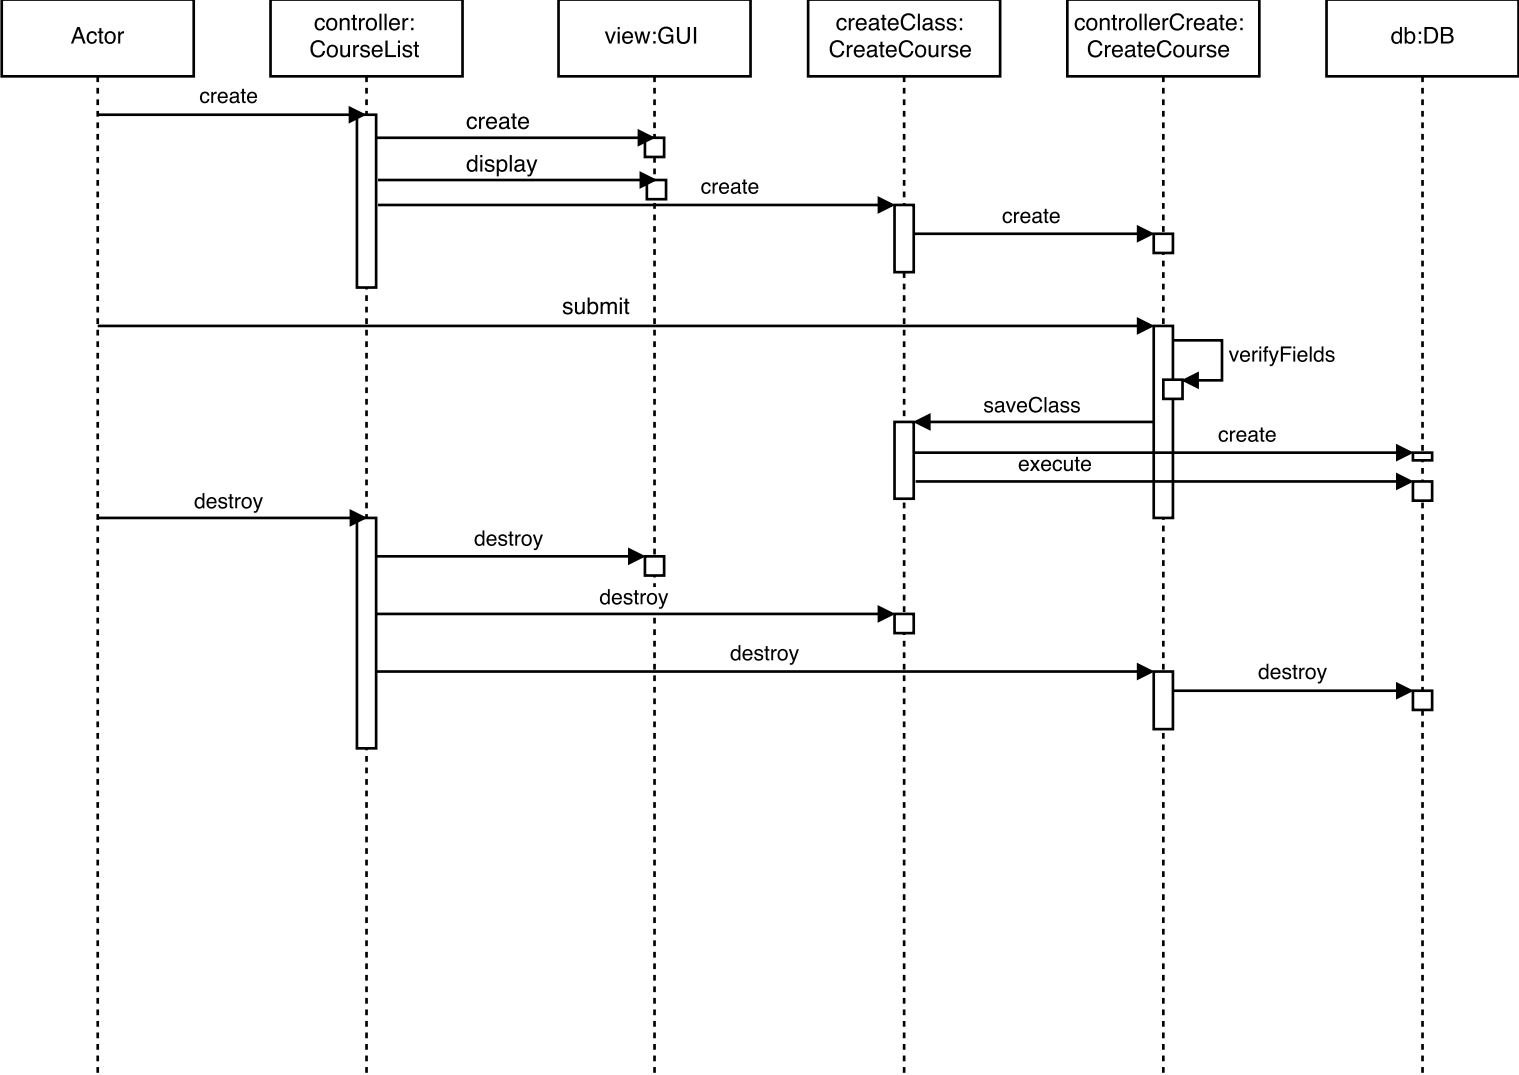 Actor
controller:
CourseList
view:GUI
createClass:
CreateCourse
controllerCreate:
CreateCourse
db:DB
create
create
display
create
create
submit
verifyFields
saveClass
create
execute
destroy
destroy
destroy
destroy
destroy